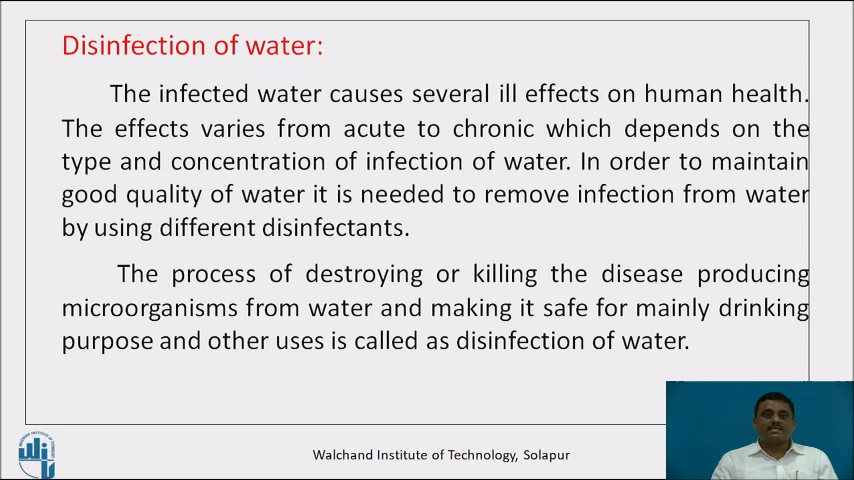 Disinfection of water:
The infected water causes several ill effects on human health.
The effects varies from acute to chronic which depends on the
type and concentration of infection of water. In order to maintain
good quality of water it is needed to remove infection from water
by using different disinfectants.
The process of destroying or killing the disease producing
microorganisms from water and making it safe for mainly drinking
purpose and other uses is called as disinfection of water.
Walchand Institute of Technology, Solapur